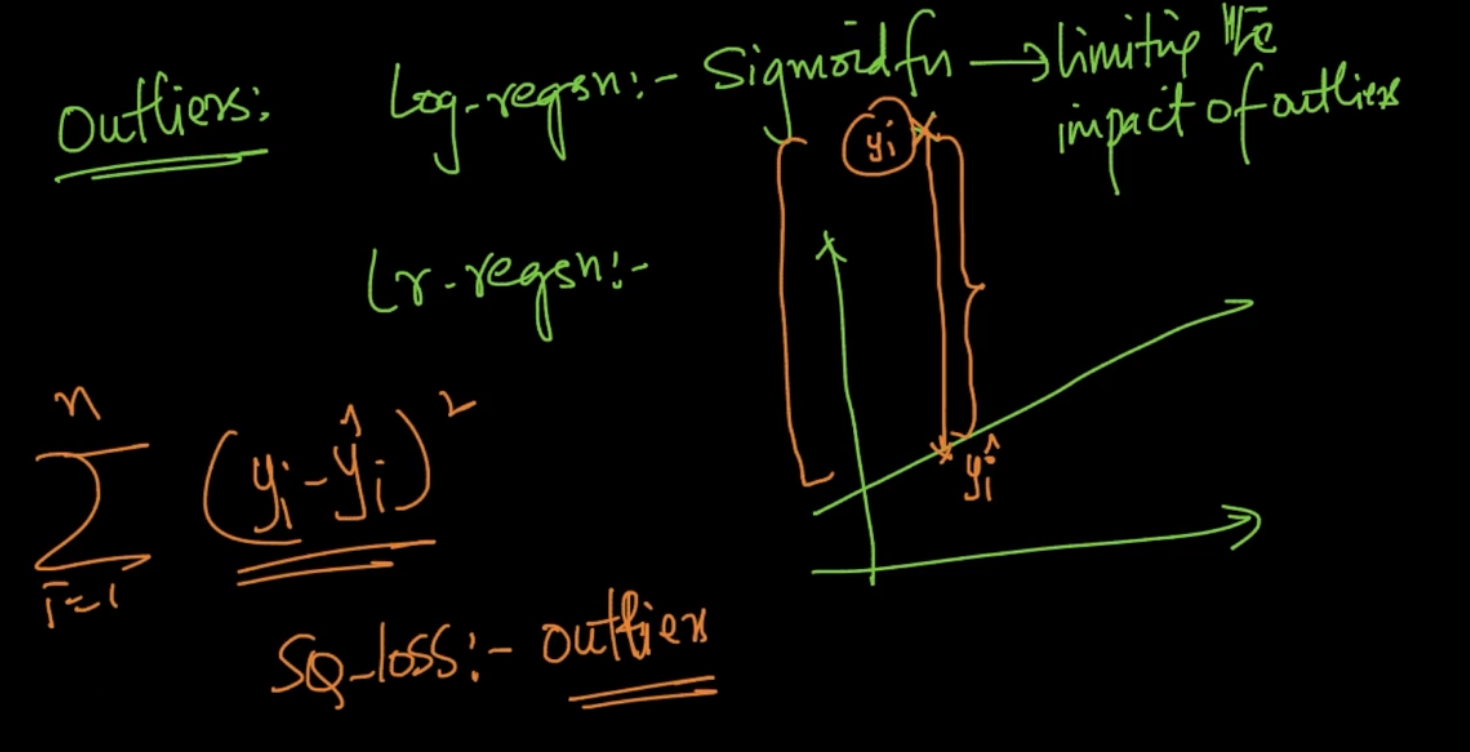 Outliers: Log-regsn:- Sigmoid fn → limiting the
impact of outliers
yi
Lr-regsn:-
ŷi
n
∑ (yi - ŷi)²
i=1
SQ-loss:- outliers